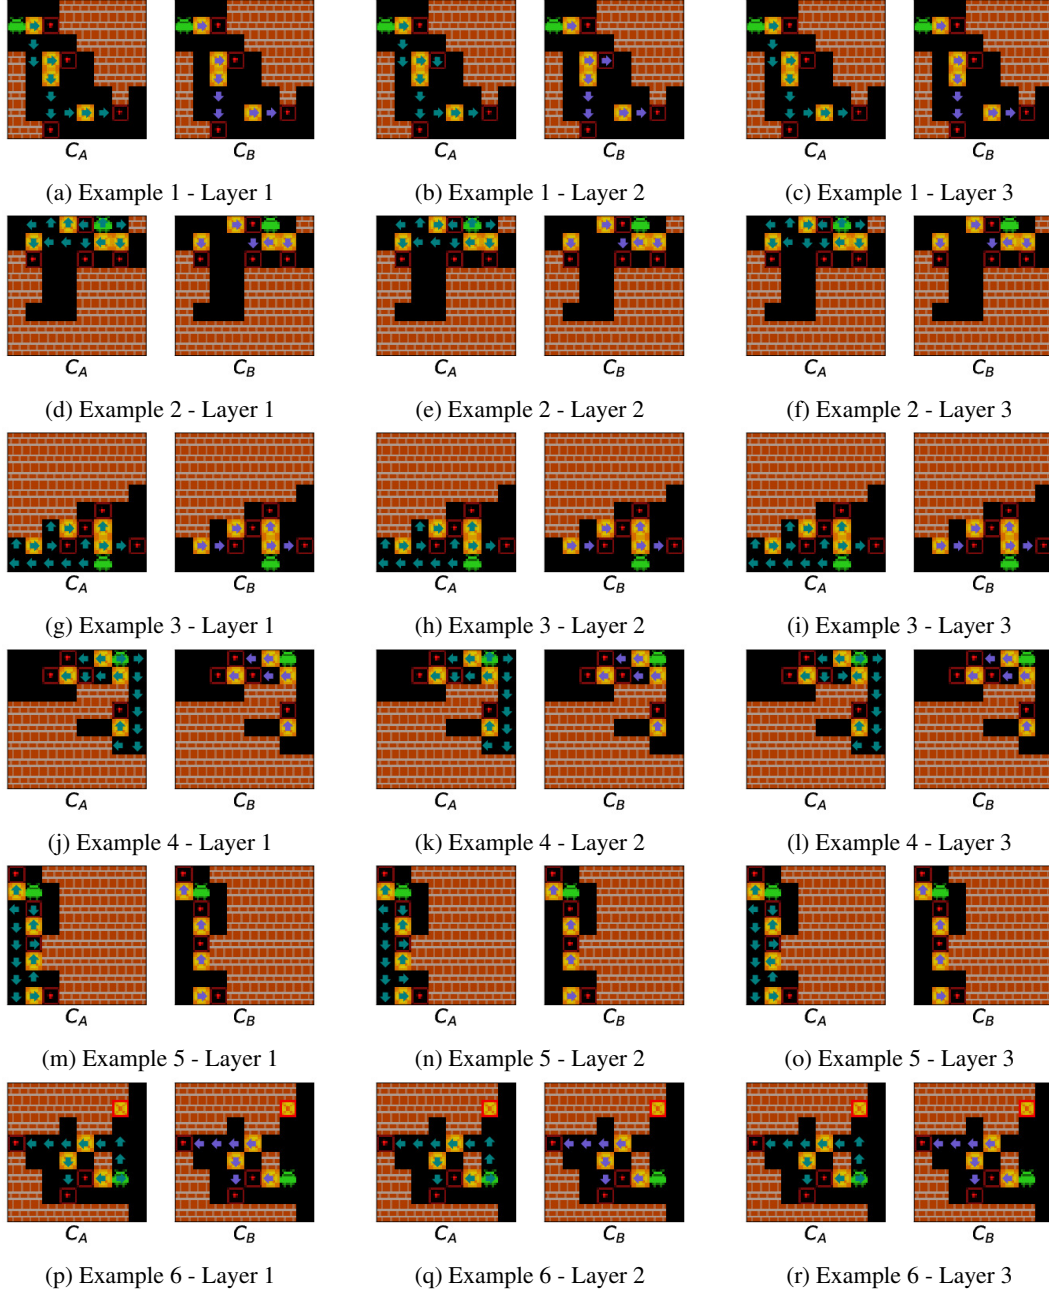 C_A C_B C_A C_B C_A C_B
(a) Example 1 - Layer 1 (b) Example 1 - Layer 2 (c) Example 1 - Layer 3
C_A C_B C_A C_B C_A C_B
(d) Example 2 - Layer 1 (e) Example 2 - Layer 2 (f) Example 2 - Layer 3
C_A C_B C_A C_B C_A C_B
(g) Example 3 - Layer 1 (h) Example 3 - Layer 2 (i) Example 3 - Layer 3
C_A C_B C_A C_B C_A C_B
(j) Example 4 - Layer 1 (k) Example 4 - Layer 2 (l) Example 4 - Layer 3
C_A C_B C_A C_B C_A C_B
(m) Example 5 - Layer 1 (n) Example 5 - Layer 2 (o) Example 5 - Layer 3
C_A C_B C_A C_B C_A C_B
(p) Example 6 - Layer 1 (q) Example 6 - Layer 2 (r) Example 6 - Layer 3